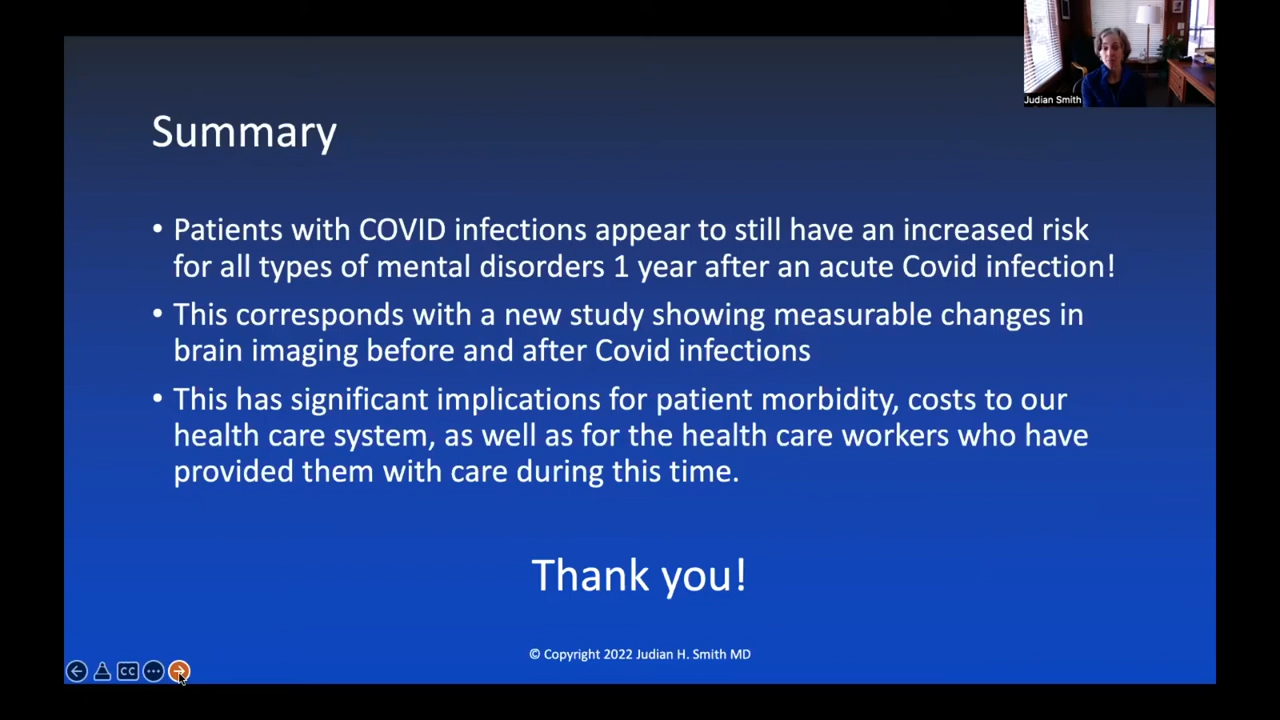 Judian Smith
Summary
• Patients with COVID infections appear to still have an increased risk
for all types of mental disorders 1 year after an acute Covid infection!
• This corresponds with a new study showing measurable changes in
brain imaging before and after Covid infections
• This has significant implications for patient morbidity, costs to our
health care system, as well as for the health care workers who have
provided them with care during this time.
Thank you!
© Copyright 2022 Judian H. Smith MD
CC